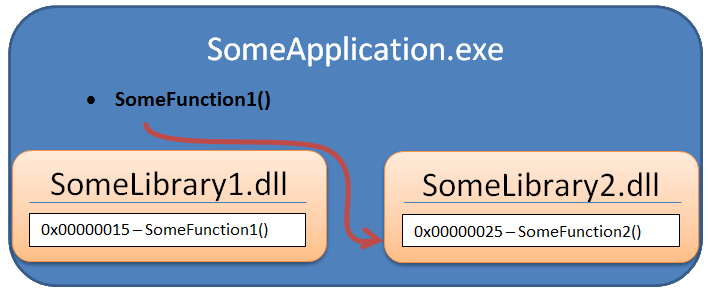 SomeApplication.exe
• SomeFunction1()
SomeLibrary1.dll
0x00000015 – SomeFunction1()
SomeLibrary2.dll
0x00000025 – SomeFunction2()